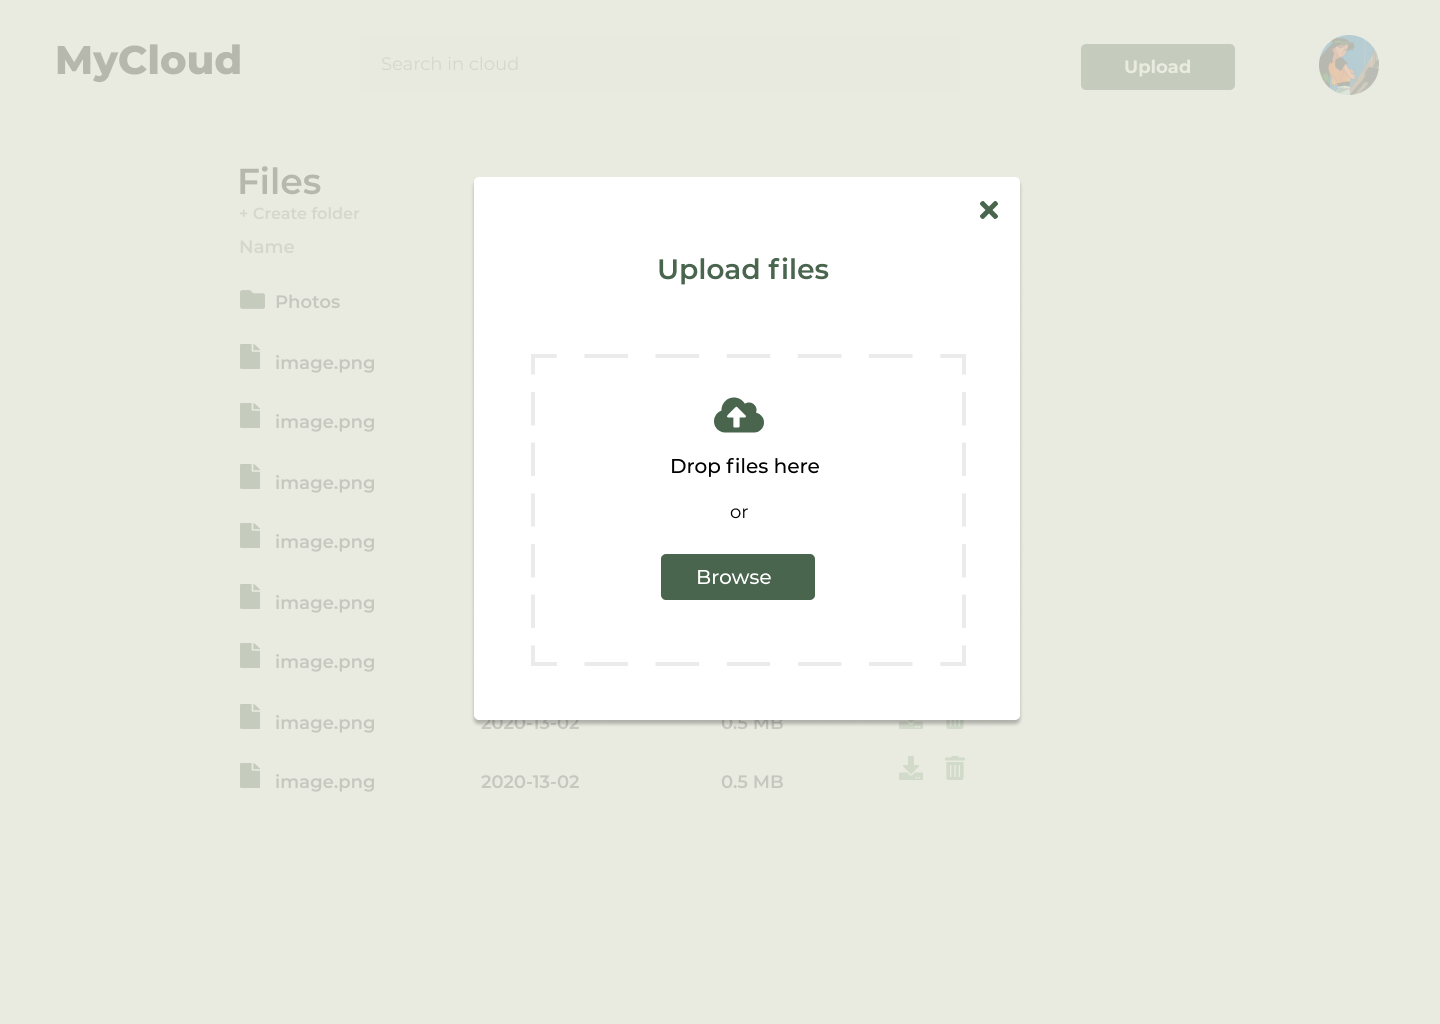 MyCloud
Search in cloud
Upload
Files
+ Create folder
Name
Photos
image.png
image.png
image.png
image.png
image.png
image.png
image.png 2020-13-02 0.5 MB
image.png 2020-13-02 0.5 MB
Upload files
Drop files here
or
Browse